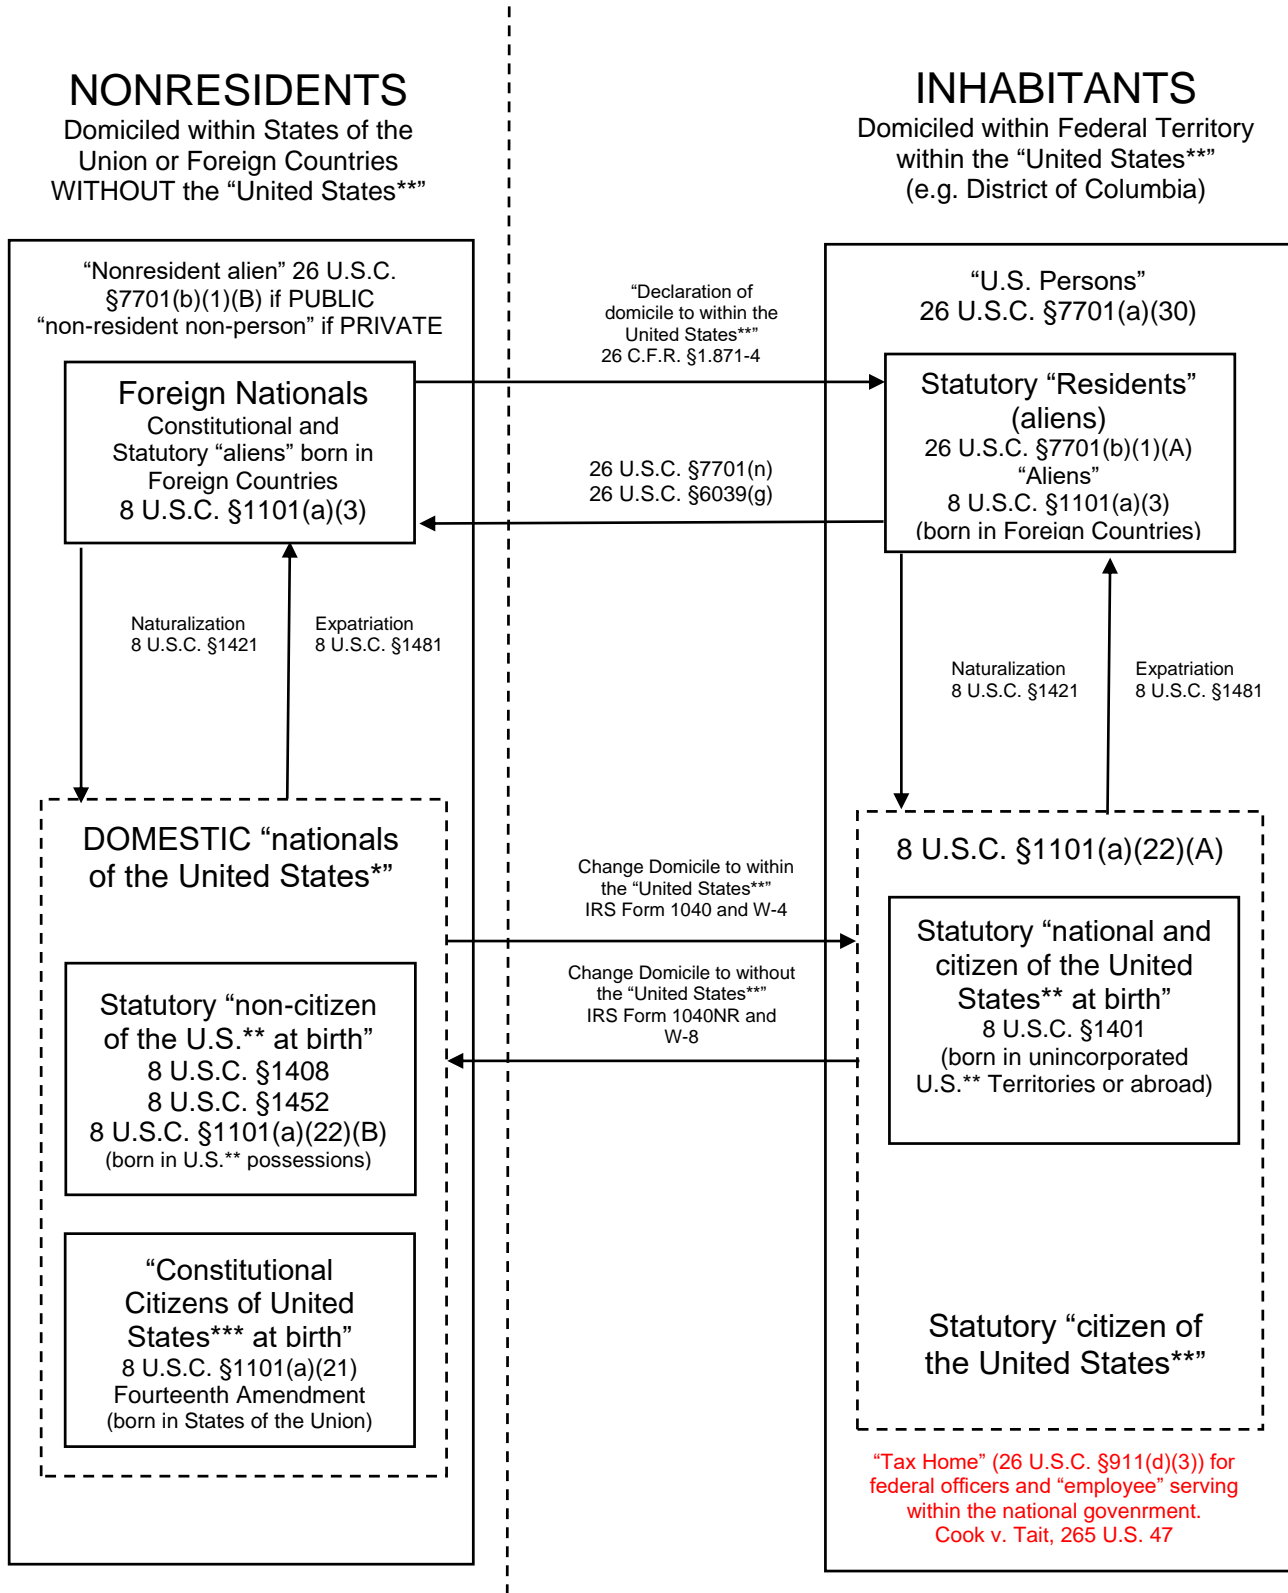 NONRESIDENTS
Domiciled within States of the
Union or Foreign Countries
WITHOUT the “United States**”
INHABITANTS
Domiciled within Federal Territory
within the “United States**”
(e.g. District of Columbia)
“Nonresident alien” 26 U.S.C.
§7701(b)(1)(B) if PUBLIC
“non-resident non-person” if PRIVATE
Foreign Nationals
Constitutional and
Statutory “aliens” born in
Foreign Countries
8 U.S.C. §1101(a)(3)
“Declaration of
domicile to within the
United States**”
26 C.F.R. §1.871-4
26 U.S.C. §7701(n)
26 U.S.C. §6039(g)
“U.S. Persons”
26 U.S.C. §7701(a)(30)
Statutory “Residents”
(aliens)
26 U.S.C. §7701(b)(1)(A)
“Aliens”
8 U.S.C. §1101(a)(3)
(born in Foreign Countries)
Naturalization
8 U.S.C. §1421
Expatriation
8 U.S.C. §1481
Naturalization
8 U.S.C. §1421
Expatriation
8 U.S.C. §1481
DOMESTIC “nationals
of the United States*”
Statutory “non-citizen
of the U.S.** at birth”
8 U.S.C. §1408
8 U.S.C. §1452
8 U.S.C. §1101(a)(22)(B)
(born in U.S.** possessions)
“Constitutional
Citizens of United
States*** at birth”
8 U.S.C. §1101(a)(21)
Fourteenth Amendment
(born in States of the Union)
Change Domicile to within
the “United States**”
IRS Form 1040 and W-4
Change Domicile to without
the “United States**”
IRS Form 1040NR and
W-8
8 U.S.C. §1101(a)(22)(A)
Statutory “national and
citizen of the United
States** at birth”
8 U.S.C. §1401
(born in unincorporated
U.S.** Territories or abroad)
Statutory “citizen of
the United States**”
“Tax Home” (26 U.S.C. §911(d)(3)) for
federal officers and “employee” serving
within the national govenrment.
Cook v. Tait, 265 U.S. 47